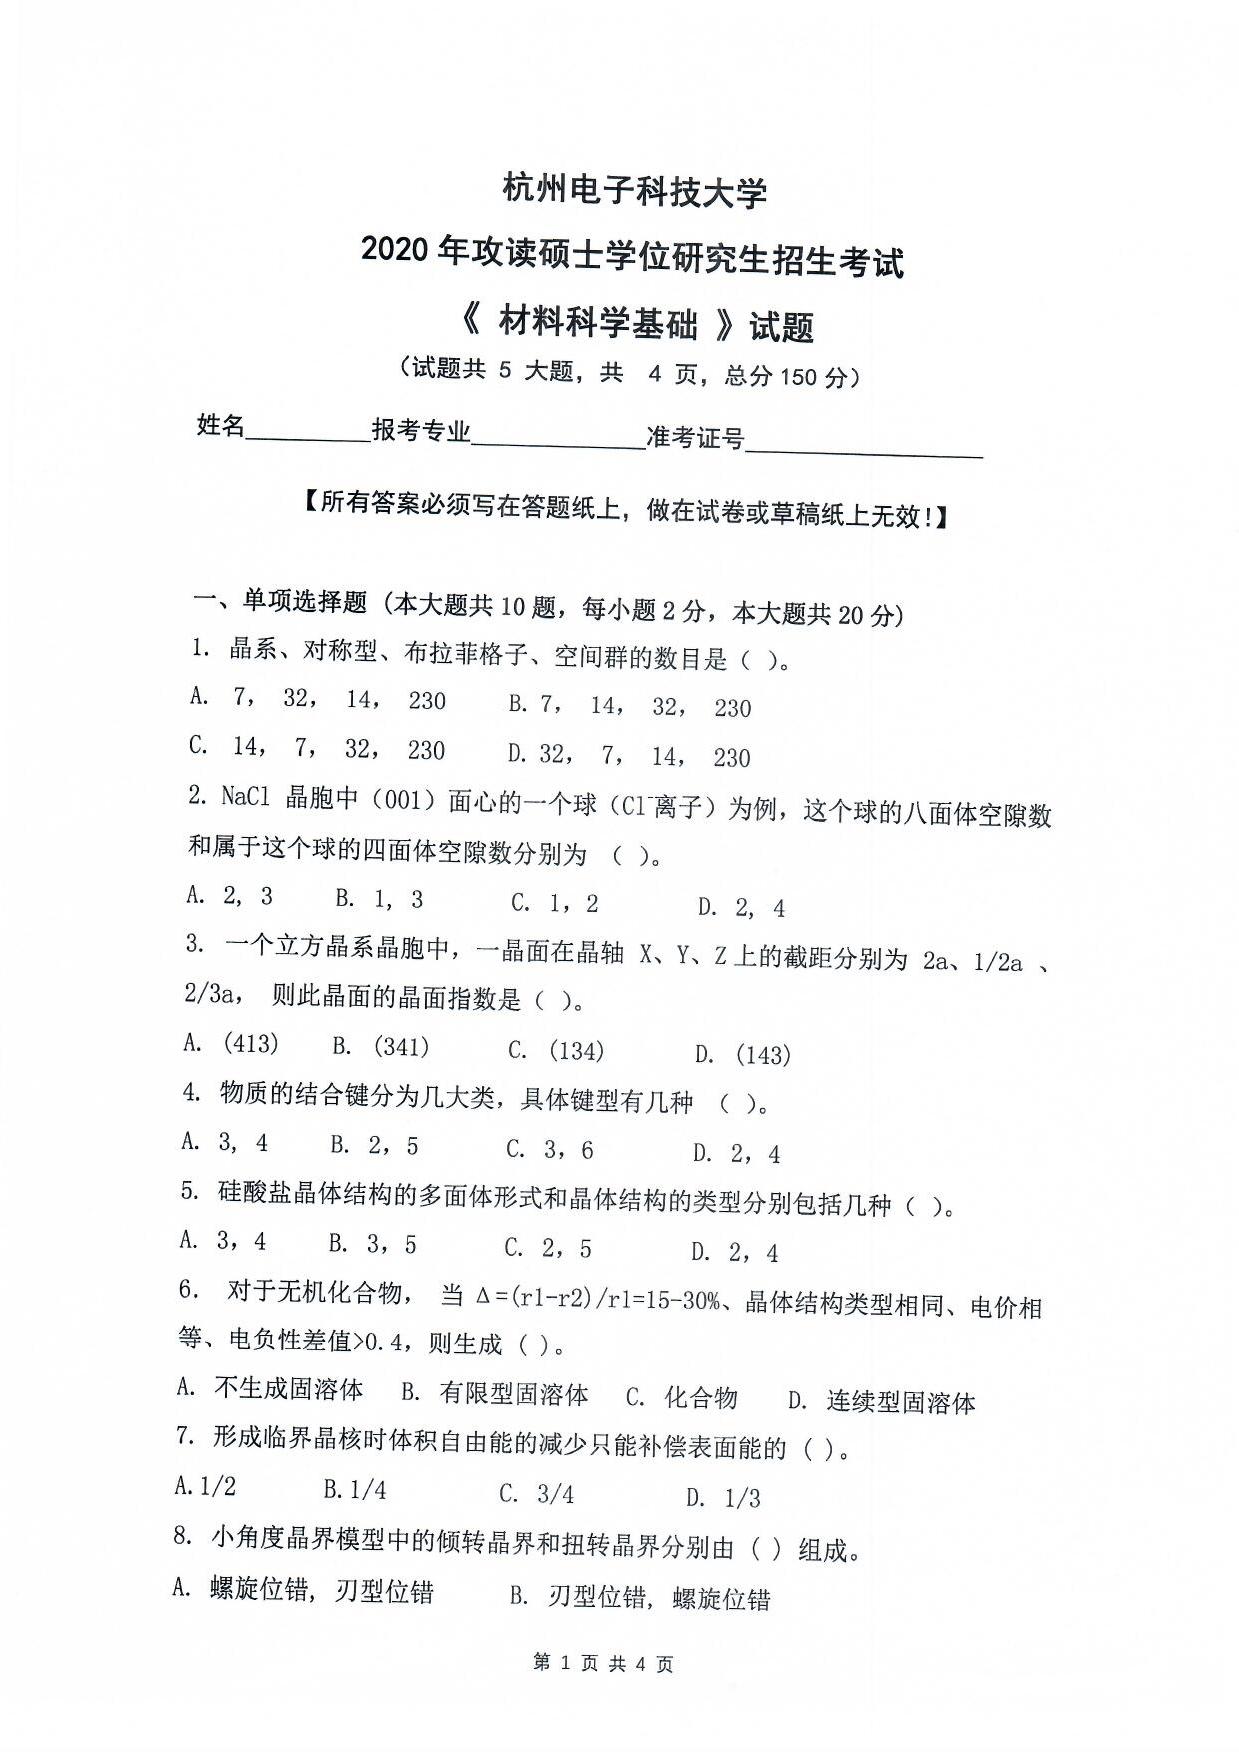 杭州电子科技大学
2020 年攻读硕士学位研究生招生考试
《 材料科学基础 》试题
（试题共 5 大题，共 4 页，总分 150 分）
姓名__________报考专业______________准考证号___________________
【所有答案必须写在答题纸上，做在试卷或草稿纸上无效!】
一、单项选择题（本大题共 10 题，每小题 2 分，本大题共 20 分）
1. 晶系、对称型、布拉菲格子、空间群的数目是（ ）。
A. 7， 32， 14， 230 B. 7， 14， 32， 230
C. 14， 7， 32， 230 D. 32， 7， 14， 230
2. NaCl 晶胞中（001）面心的一个球（Cl⁻离子）为例，这个球的八面体空隙数
和属于这个球的四面体空隙数分别为 （ ）。
A. 2, 3 B. 1, 3 C. 1, 2 D. 2, 4
3. 一个立方晶系晶胞中，一晶面在晶轴 X、Y、Z 上的截距分别为 2a、1/2a 、
2/3a， 则此晶面的晶面指数是（ ）。
A. (413) B. (341) C. (134) D. (143)
4. 物质的结合键分为几大类，具体键型有几种 （ ）。
A. 3, 4 B. 2, 5 C. 3, 6 D. 2, 4
5. 硅酸盐晶体结构的多面体形式和晶体结构的类型分别包括几种（ ）。
A. 3, 4 B. 3, 5 C. 2, 5 D. 2, 4
6. 对于无机化合物， 当 Δ=(r1-r2)/r1=15-30%、晶体结构类型相同、电价相
等、电负性差值>0.4，则生成（ ）。
A. 不生成固溶体 B. 有限型固溶体 C. 化合物 D. 连续型固溶体
7. 形成临界晶核时体积自由能的减少只能补偿表面能的（ ）。
A.1/2 B.1/4 C. 3/4 D. 1/3
8. 小角度晶界模型中的倾转晶界和扭转晶界分别由（ ）组成。
A. 螺旋位错, 刃型位错 B. 刃型位错, 螺旋位错
第 1 页 共 4 页